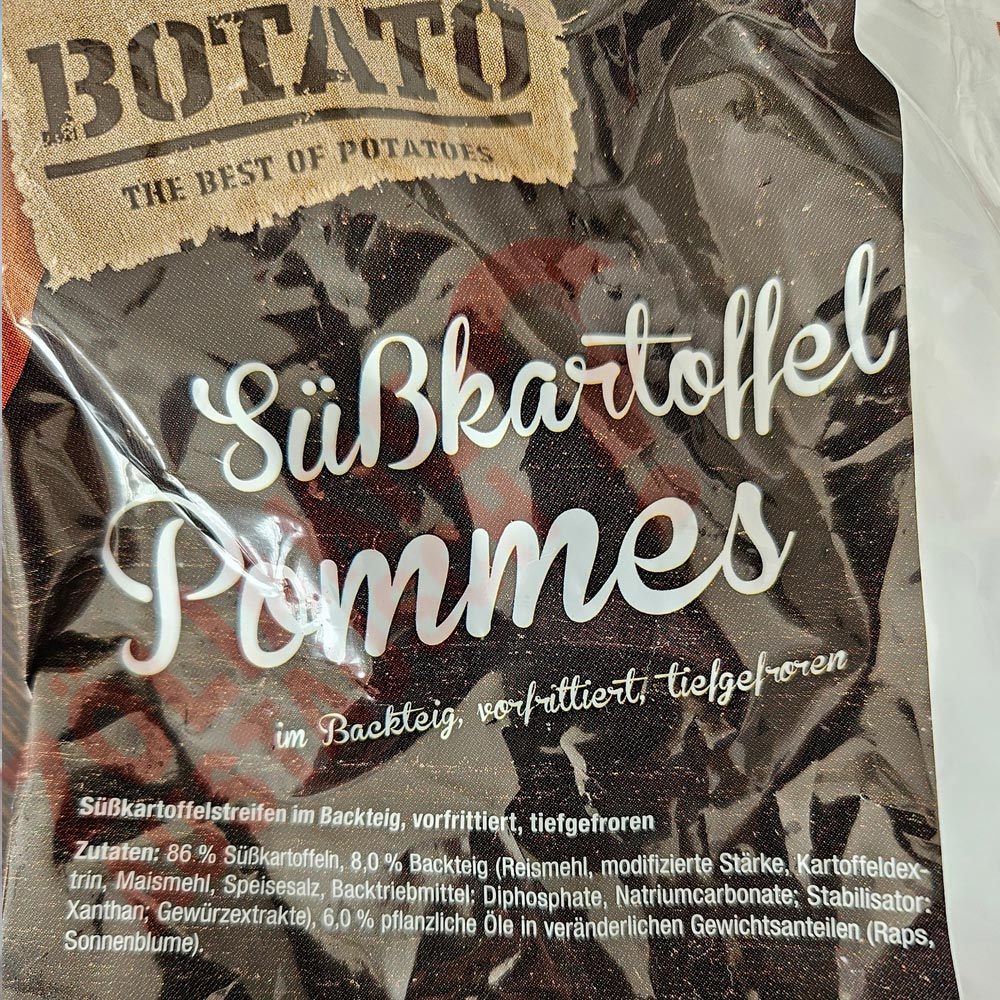 BOTATO
THE BEST OF POTATOES
Süßkartoffel
Pommes
im Backteig, vorfrittiert, tiefgefroren
Süßkartoffelstreifen im Backteig, vorfrittiert, tiefgefroren
Zutaten: 86 % Süßkartoffeln, 8,0 % Backteig (Reismehl, modifizierte Stärke, Kartoffeldex-
trin, Maismehl, Speisesalz, Backtriebmittel: Diphosphate, Natriumcarbonate; Stabilisator:
Xanthan; Gewürzextrakte), 6,0 % pflanzliche Öle in veränderlichen Gewichtsanteilen (Raps,
Sonnenblume).